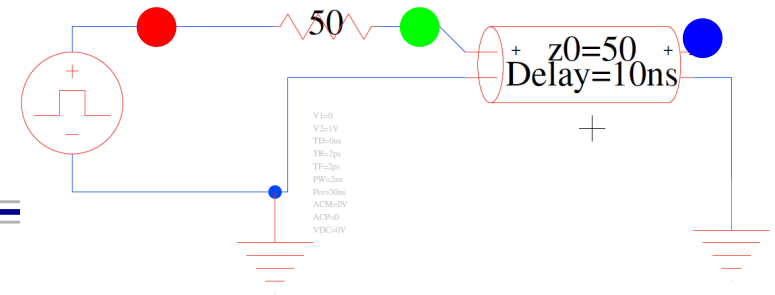 50
z0=50
Delay=10ns
V1=0
V2=1V
TD=0ns
TR=2ps
TF=2ps
PW=2ns
Per=30ns
ACM=0V
ACP=0
VDC=0V